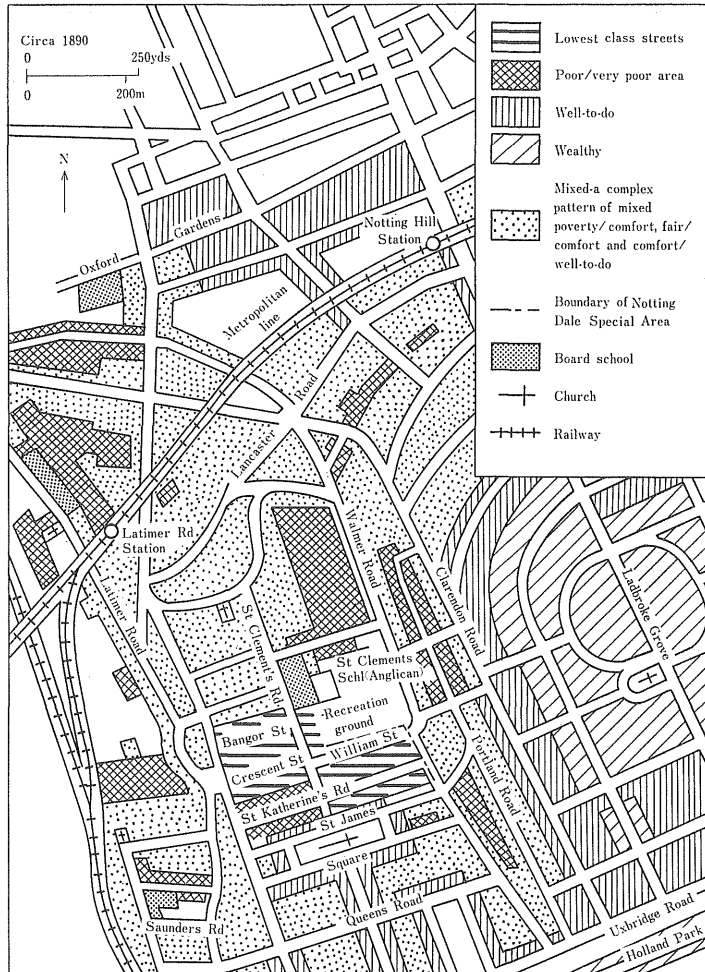 Circa 1890
0 250yds
0 200m
N
Lowest class streets
Poor/very poor area
Well-to-do
Wealthy
Mixed-a complex
pattern of mixed
poverty/comfort, fair/
comfort and comfort/
well-to-do
Boundary of Notting
Dale Special Area
Board school
Church
Railway
Oxford Gardens
Notting Hill
Station
Metropolitan
line
Lancaster Road
Latimer Rd
Station
Latimer Road
Walmer Road
Clarendon Road
Ladbroke Grove
St Clement's Rd
St Clements
Schl(Anglican)
Recreation
ground
Bangor St
Crescent St
William St
St Katherine's Rd
St James
Square
Portland Road
Queens Road
Saunders Rd
Uxbridge Road
Holland Park